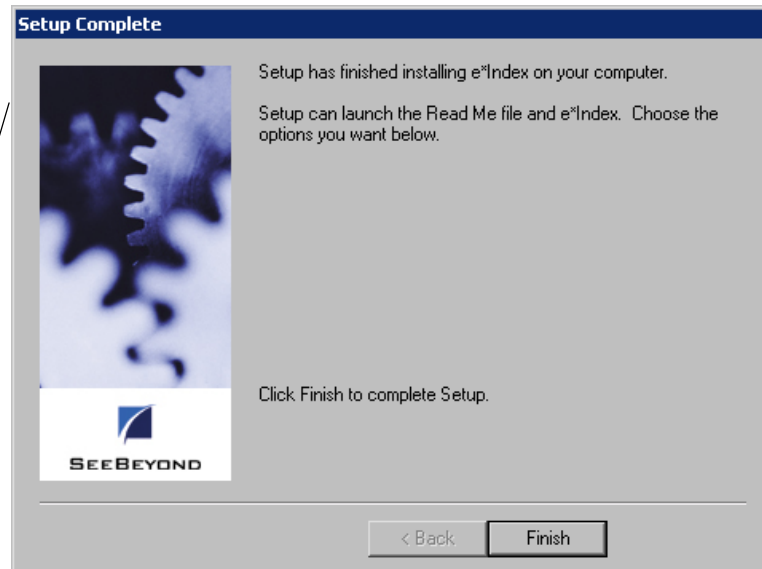 Setup Complete
Setup has finished installing e*Index on your computer.
Setup can launch the Read Me file and e*Index.  Choose the
options you want below.
Click Finish to complete Setup.
SEEBEYOND
< Back
Finish